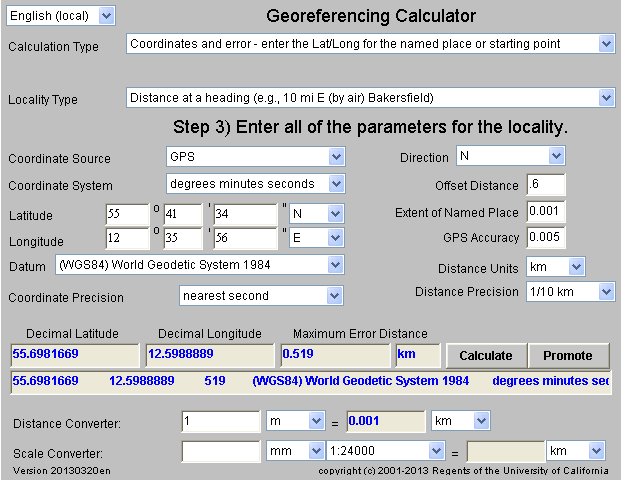 English (local) Georeferencing Calculator
Calculation Type Coordinates and error - enter the Lat/Long for the named place or starting point
Locality Type Distance at a heading (e.g., 10 mi E (by air) Bakersfield)
Step 3) Enter all of the parameters for the locality.
Coordinate Source GPS Direction N
Coordinate System degrees minutes seconds Offset Distance .6
Latitude 55 o 41 ' 34 " N Extent of Named Place 0.001
Longitude 12 o 35 ' 56 " E GPS Accuracy 0.005
Datum (WGS84) World Geodetic System 1984 Distance Units km
Coordinate Precision nearest second Distance Precision 1/10 km
Decimal Latitude Decimal Longitude Maximum Error Distance
55.6981669 12.5988889 0.519 km Calculate Promote
55.6981669 12.5988889 519 (WGS84) World Geodetic System 1984 degrees minutes sec
Distance Converter: 1 m = 0.001 km
Scale Converter: mm 1:24000 = km
Version 20130320en copyright (c) 2001-2013 Regents of the University of California